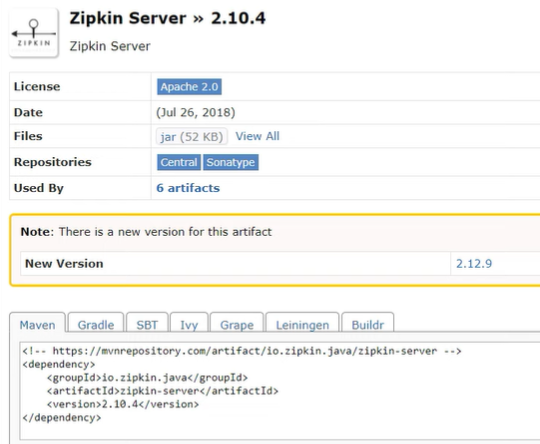 Zipkin Server » 2.10.4
ZIPKIN
Zipkin Server
License Apache 2.0
Date (Jul 26, 2018)
Files jar (52 KB) View All
Repositories Central Sonatype
Used By 6 artifacts
Note: There is a new version for this artifact
New Version 2.12.9
Maven Gradle SBT Ivy Grape Leiningen Buildr
<!-- https://mvnrepository.com/artifact/io.zipkin.java/zipkin-server -->
<dependency>
    <groupId>io.zipkin.java</groupId>
    <artifactId>zipkin-server</artifactId>
    <version>2.10.4</version>
</dependency>